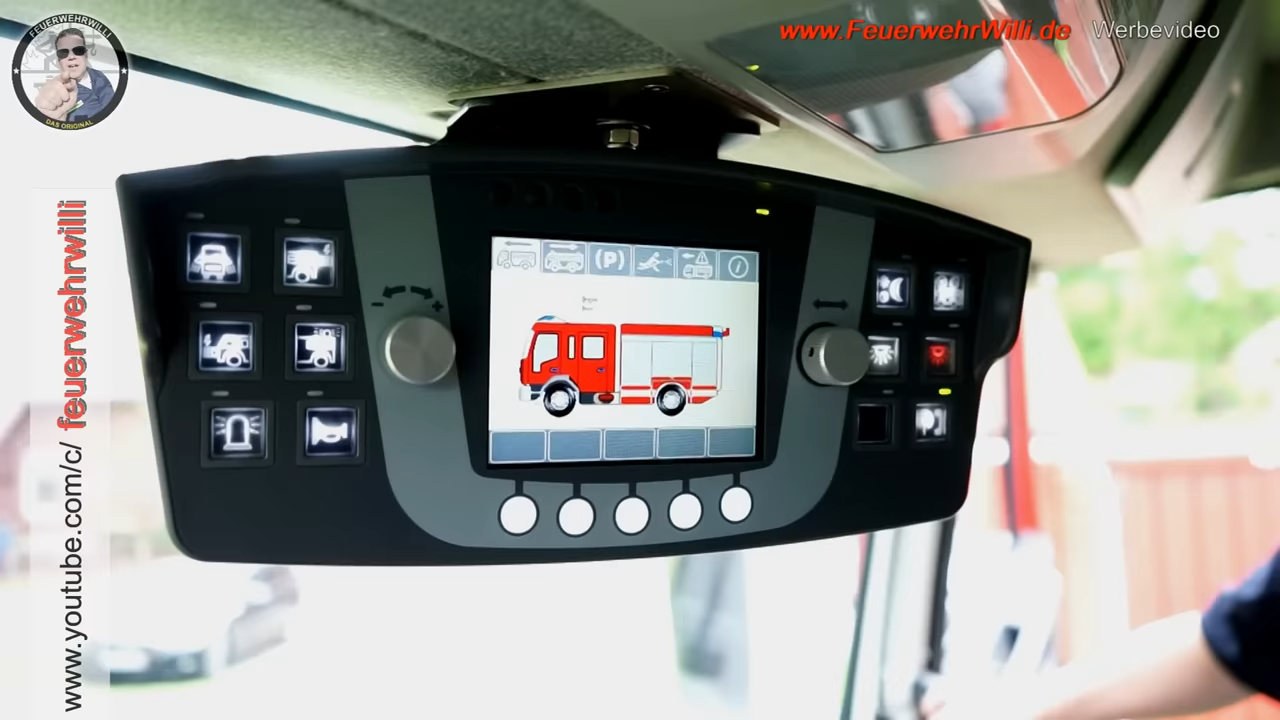 FEUERWEHRWILLI
DAS ORIGINAL
www.FeuerwehrWilli.de Werbevideo
www.youtube.com/c/feuerwehrwilli
- +
(P)
i
P